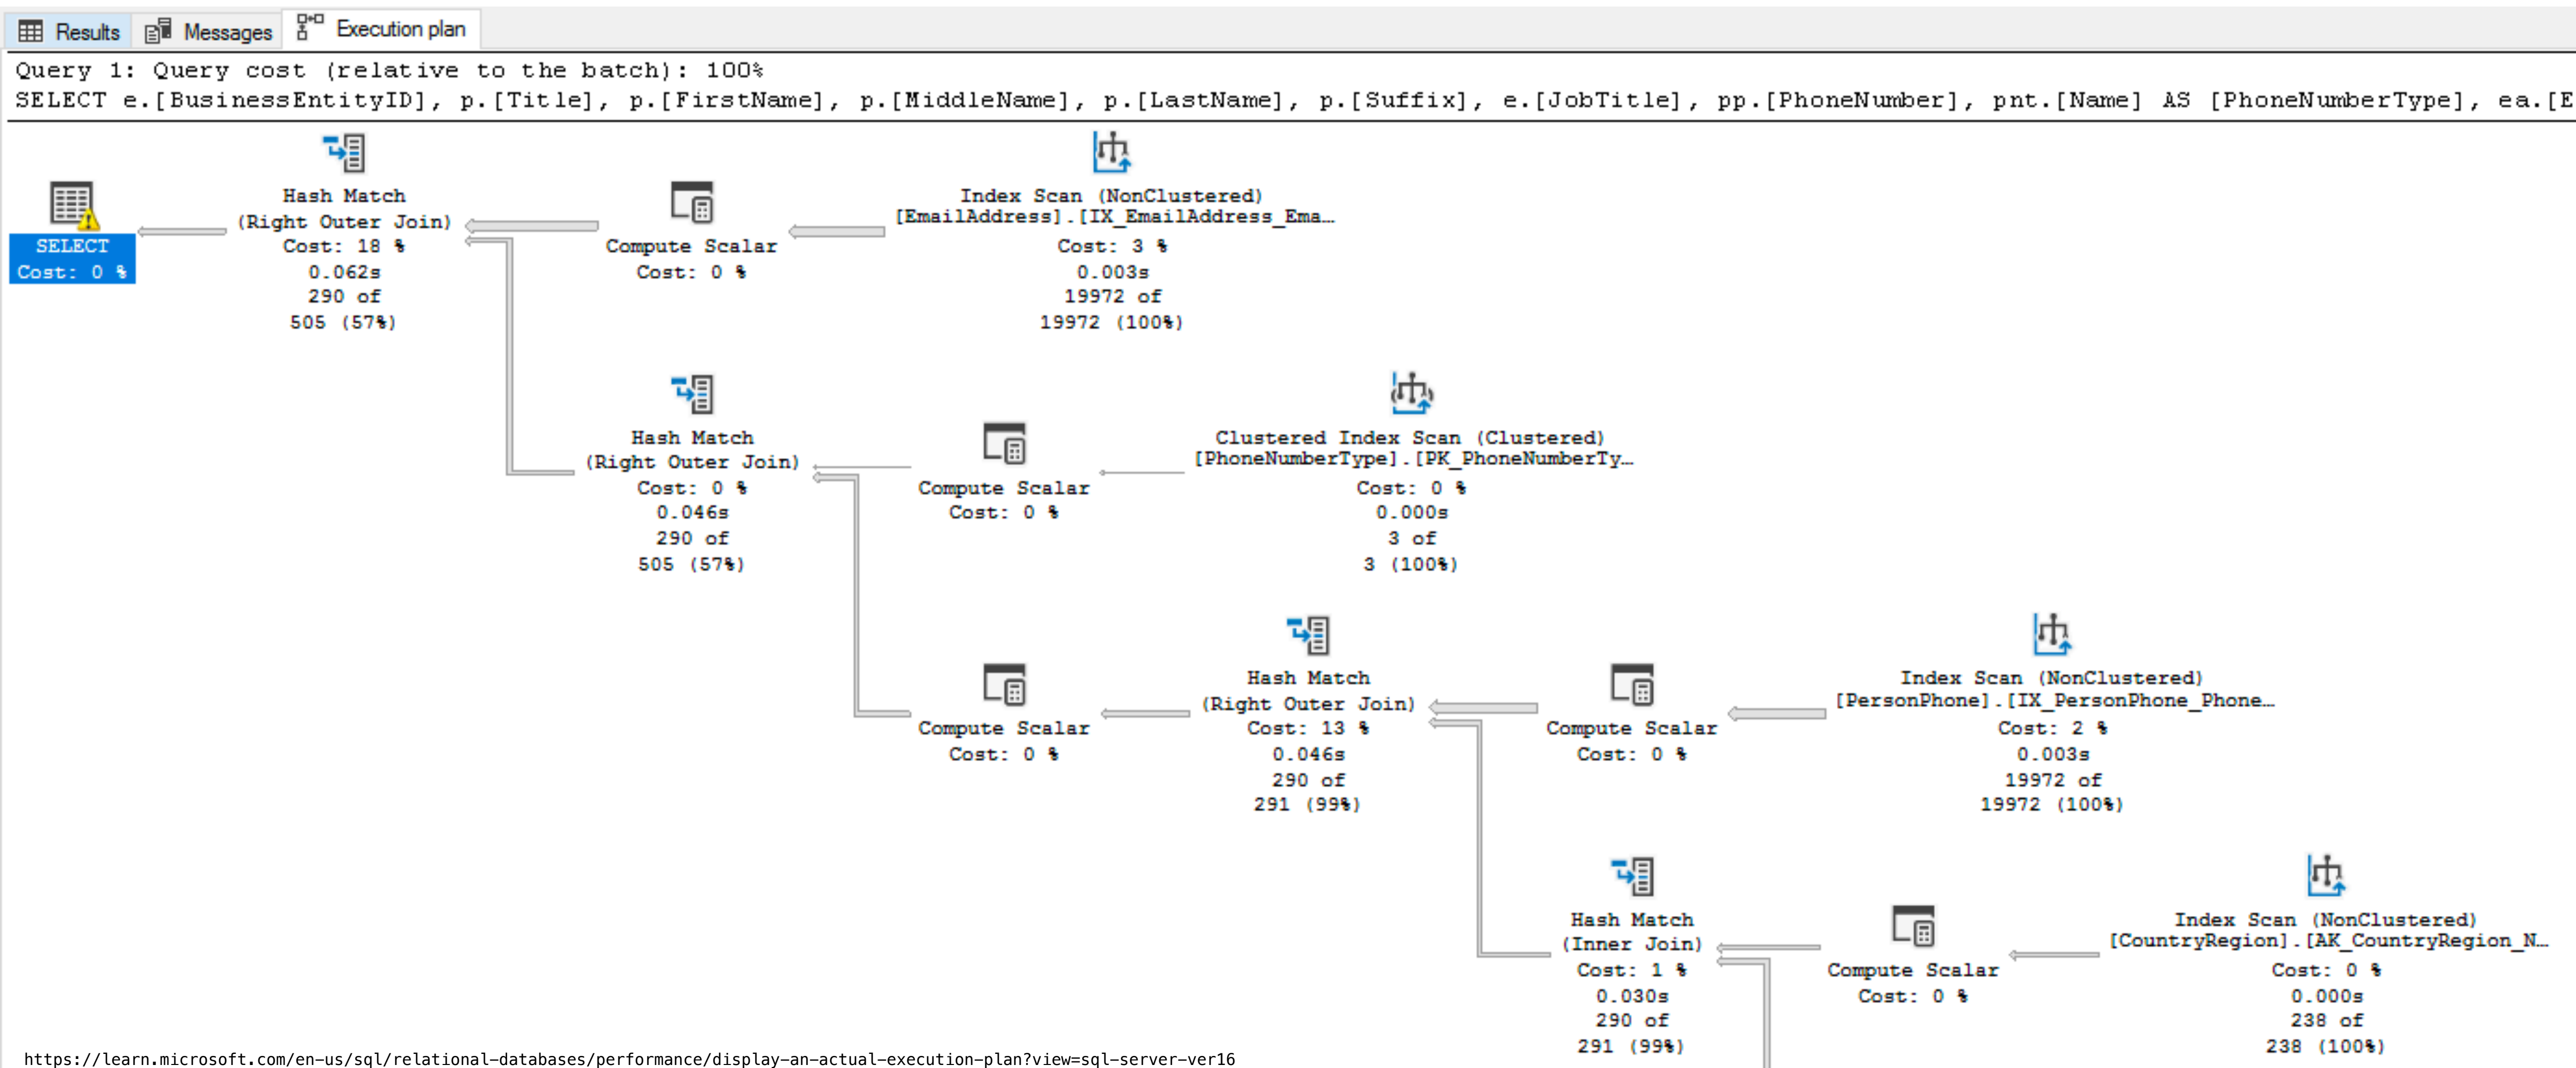 Results
Messages
Execution plan
Query 1: Query cost (relative to the batch): 100%
SELECT e.[BusinessEntityID], p.[Title], p.[FirstName], p.[MiddleName], p.[LastName], p.[Suffix], e.[JobTitle], pp.[PhoneNumber], pnt.[Name] AS [PhoneNumberType], ea.[E
SELECT
Cost: 0 %
Hash Match
(Right Outer Join)
Cost: 18 %
0.062s
290 of
505 (57%)
Compute Scalar
Cost: 0 %
Index Scan (NonClustered)
[EmailAddress].[IX_EmailAddress_Ema…
Cost: 3 %
0.003s
19972 of
19972 (100%)
Hash Match
(Right Outer Join)
Cost: 0 %
0.046s
290 of
505 (57%)
Compute Scalar
Cost: 0 %
Clustered Index Scan (Clustered)
[PhoneNumberType].[PK_PhoneNumberTy…
Cost: 0 %
0.000s
3 of
3 (100%)
Compute Scalar
Cost: 0 %
Hash Match
(Right Outer Join)
Cost: 13 %
0.046s
290 of
291 (99%)
Compute Scalar
Cost: 0 %
Index Scan (NonClustered)
[PersonPhone].[IX_PersonPhone_Phone…
Cost: 2 %
0.003s
19972 of
19972 (100%)
Hash Match
(Inner Join)
Cost: 1 %
0.030s
290 of
291 (99%)
Compute Scalar
Cost: 0 %
Index Scan (NonClustered)
[CountryRegion].[AK_CountryRegion_N…
Cost: 0 %
0.000s
238 of
238 (100%)
https://learn.microsoft.com/en-us/sql/relational-databases/performance/display-an-actual-execution-plan?view=sql-server-ver16